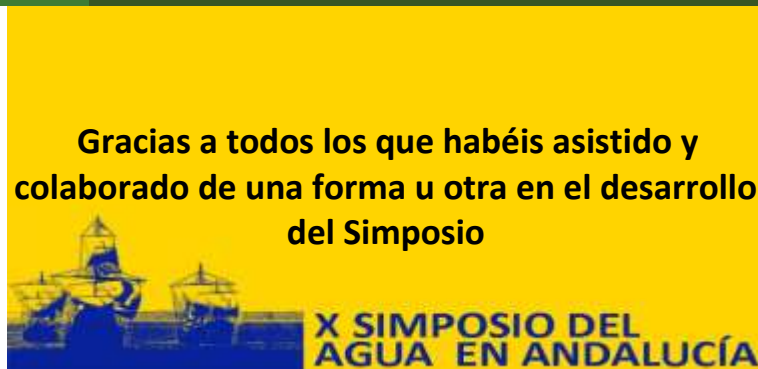 Gracias a todos los que habéis asistido y
colaborado de una forma u otra en el desarrollo
del Simposio
X SIMPOSIO DEL
AGUA EN ANDALUCÍA